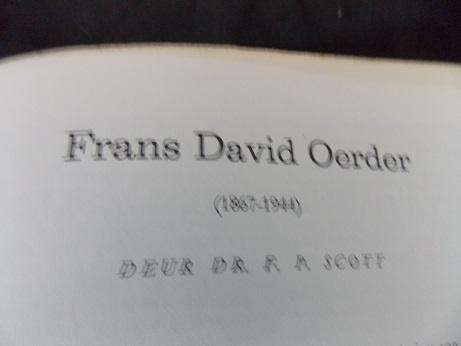 Frans David Oerder
(1867-1944)
DEUR DR F A SCOTT